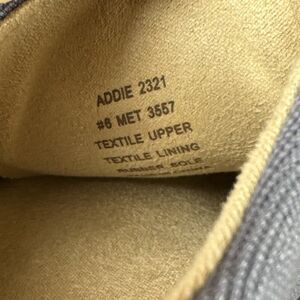 ADDIE 2321
#6 MET 3557
TEXTILE UPPER
TEXTILE LINING
RUBBER SOLE